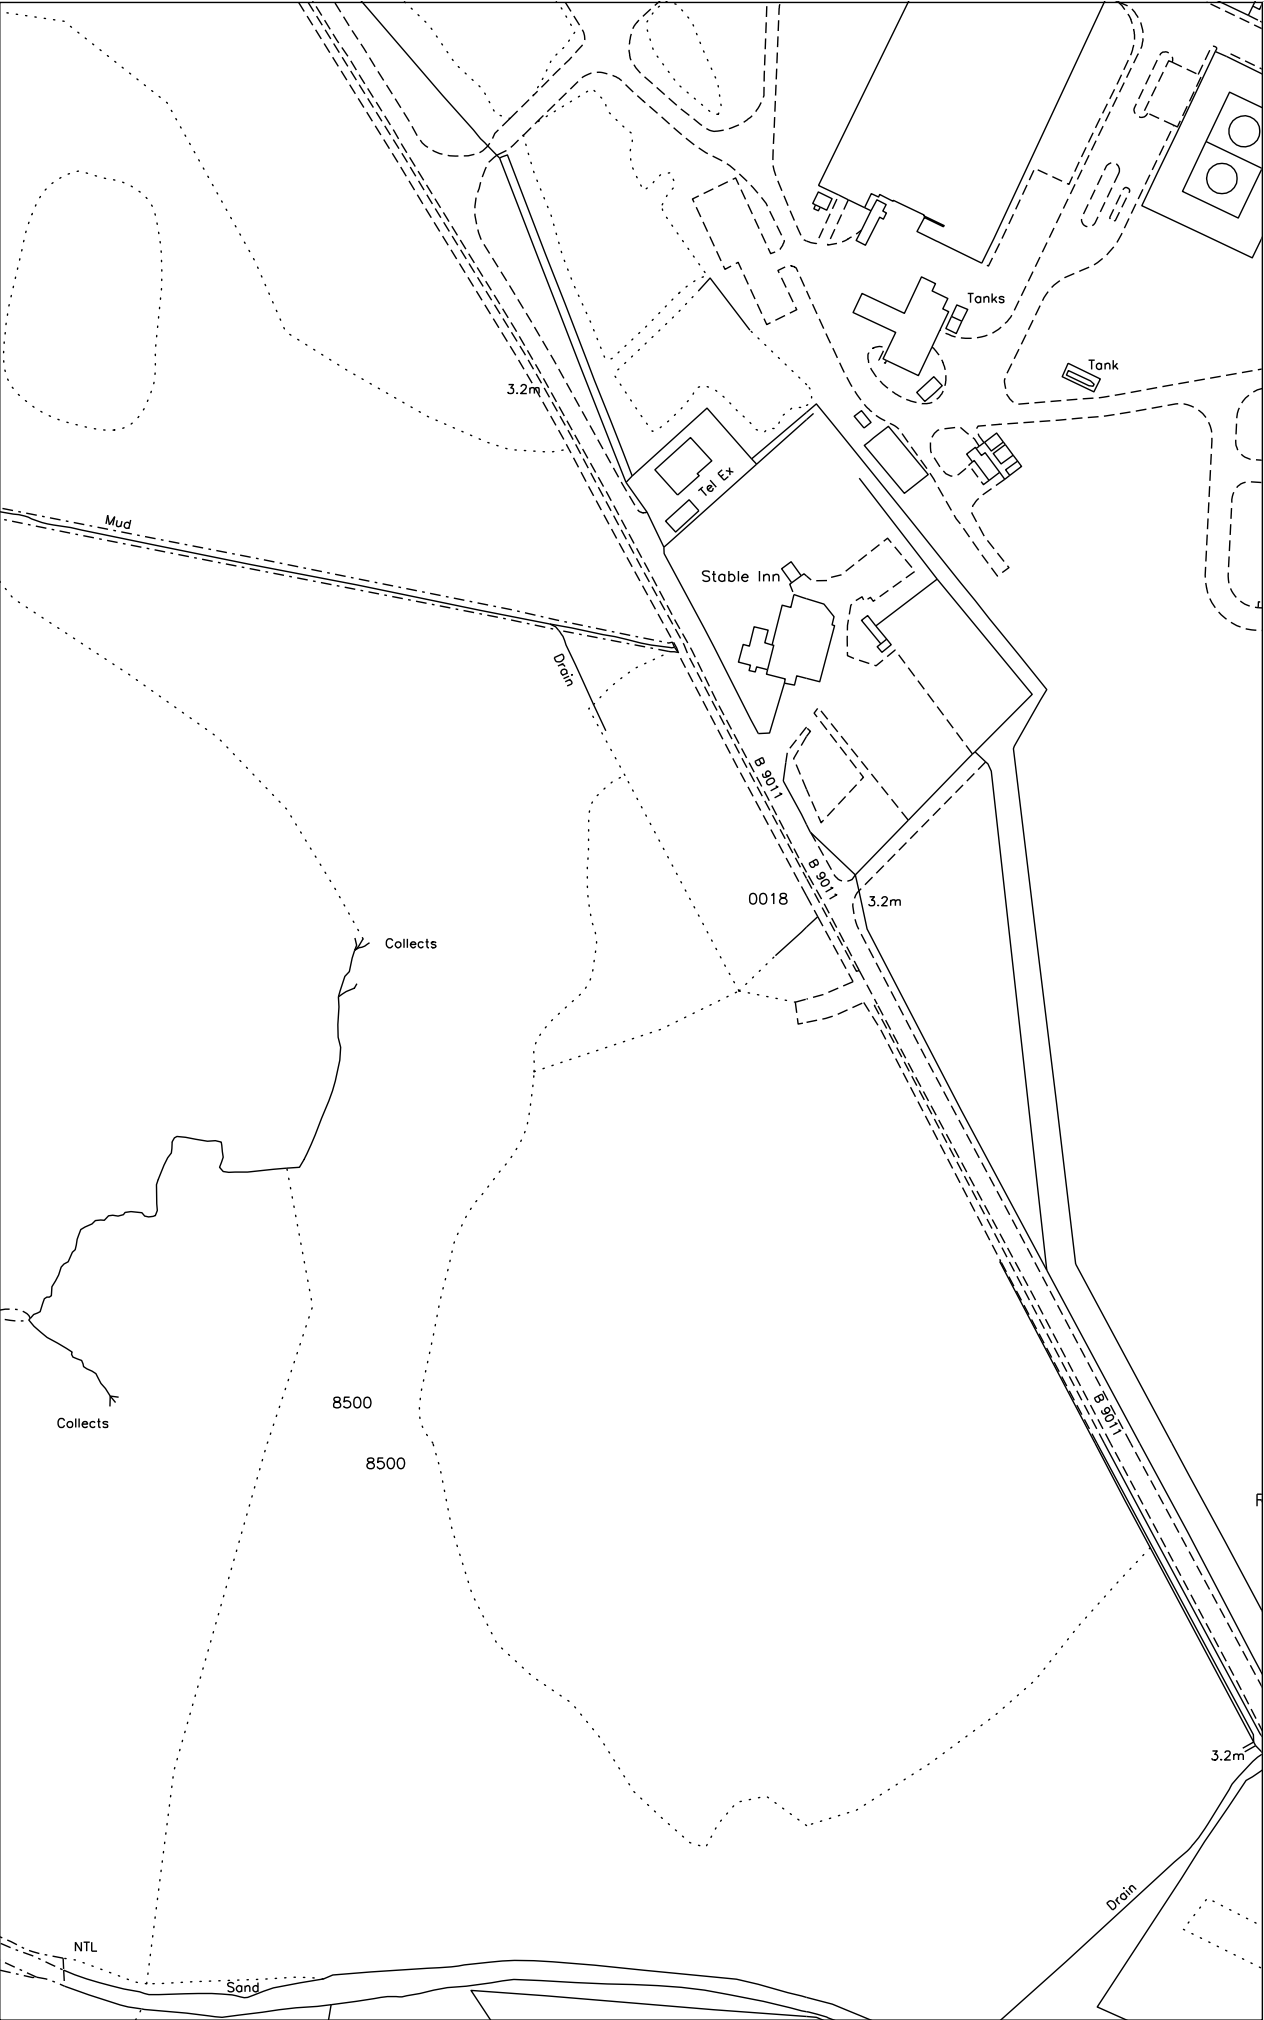 Tanks
Tank
3.2m
Tel Ex
Mud
Stable Inn
Drain
B 9011
B 9011
0018
3.2m
Collects
8500
B 9011
Collects
8500
3.2m
Drain
NTL
Sand